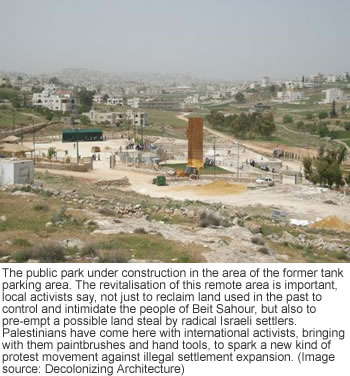 The public park under construction in the area of the former tank
parking area. The revitalisation of this remote area is important,
local activists say, not just to reclaim land used in the past to
control and intimidate the people of Beit Sahour, but also to
pre-empt a possible land steal by radical Israeli settlers.
Palestinians have come here with international activists, bringing
with them paintbrushes and hand tools, to spark a new kind of
protest movement against illegal settlement expansion. (Image
source: Decolonizing Architecture)